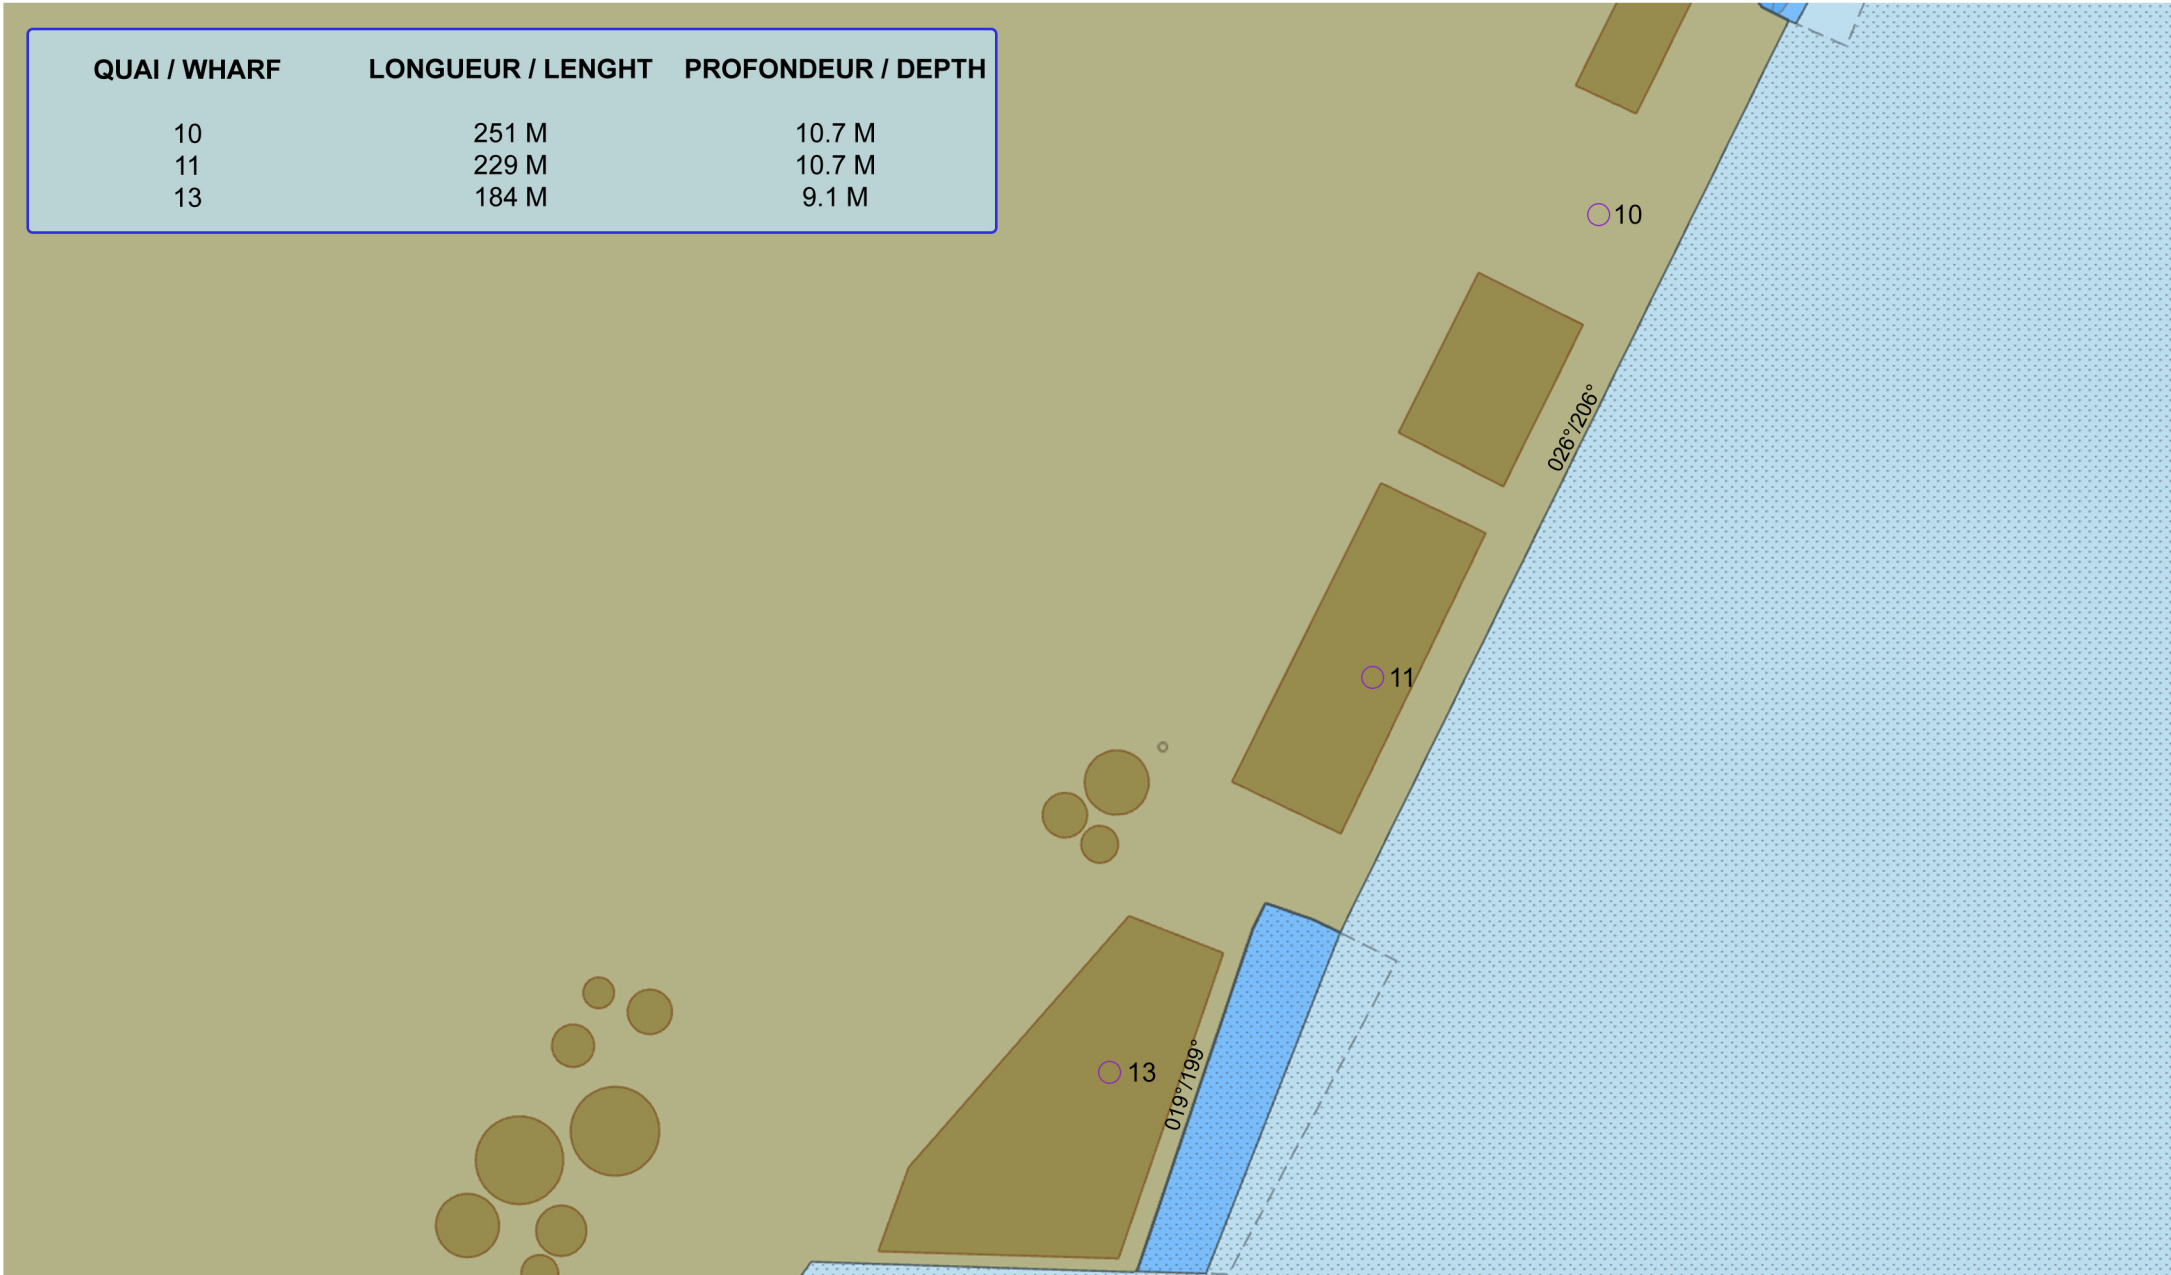 QUAI / WHARF LONGUEUR / LENGHT PROFONDEUR / DEPTH
10 251 M 10.7 M
11 229 M 10.7 M
13 184 M 9.1 M
10
026°/206°
11
13
019°/199°